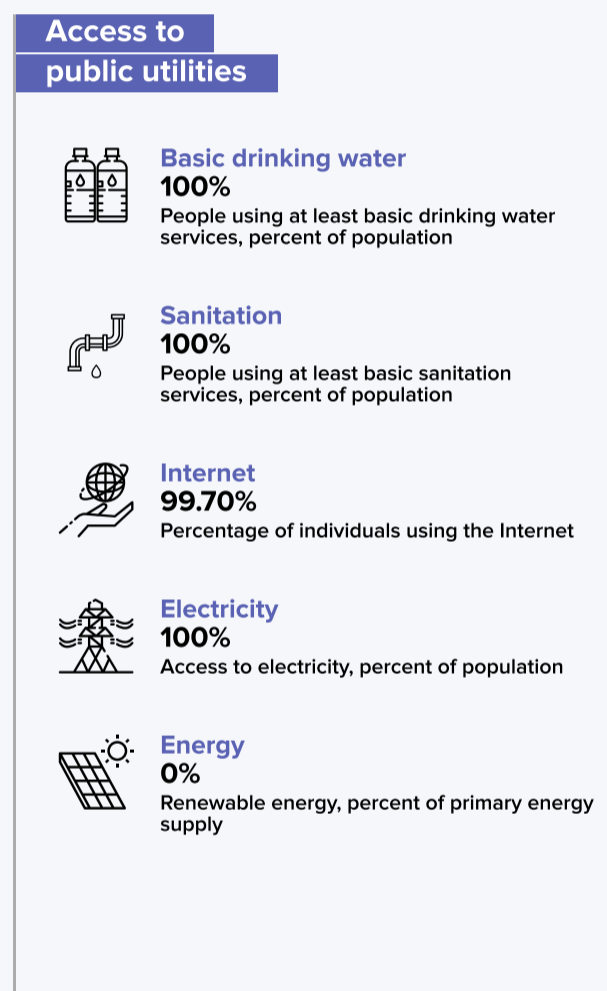 Access to
public utilities
Basic drinking water
100%
People using at least basic drinking water
services, percent of population
Sanitation
100%
People using at least basic sanitation
services, percent of population
Internet
99.70%
Percentage of individuals using the Internet
Electricity
100%
Access to electricity, percent of population
Energy
0%
Renewable energy, percent of primary energy
supply